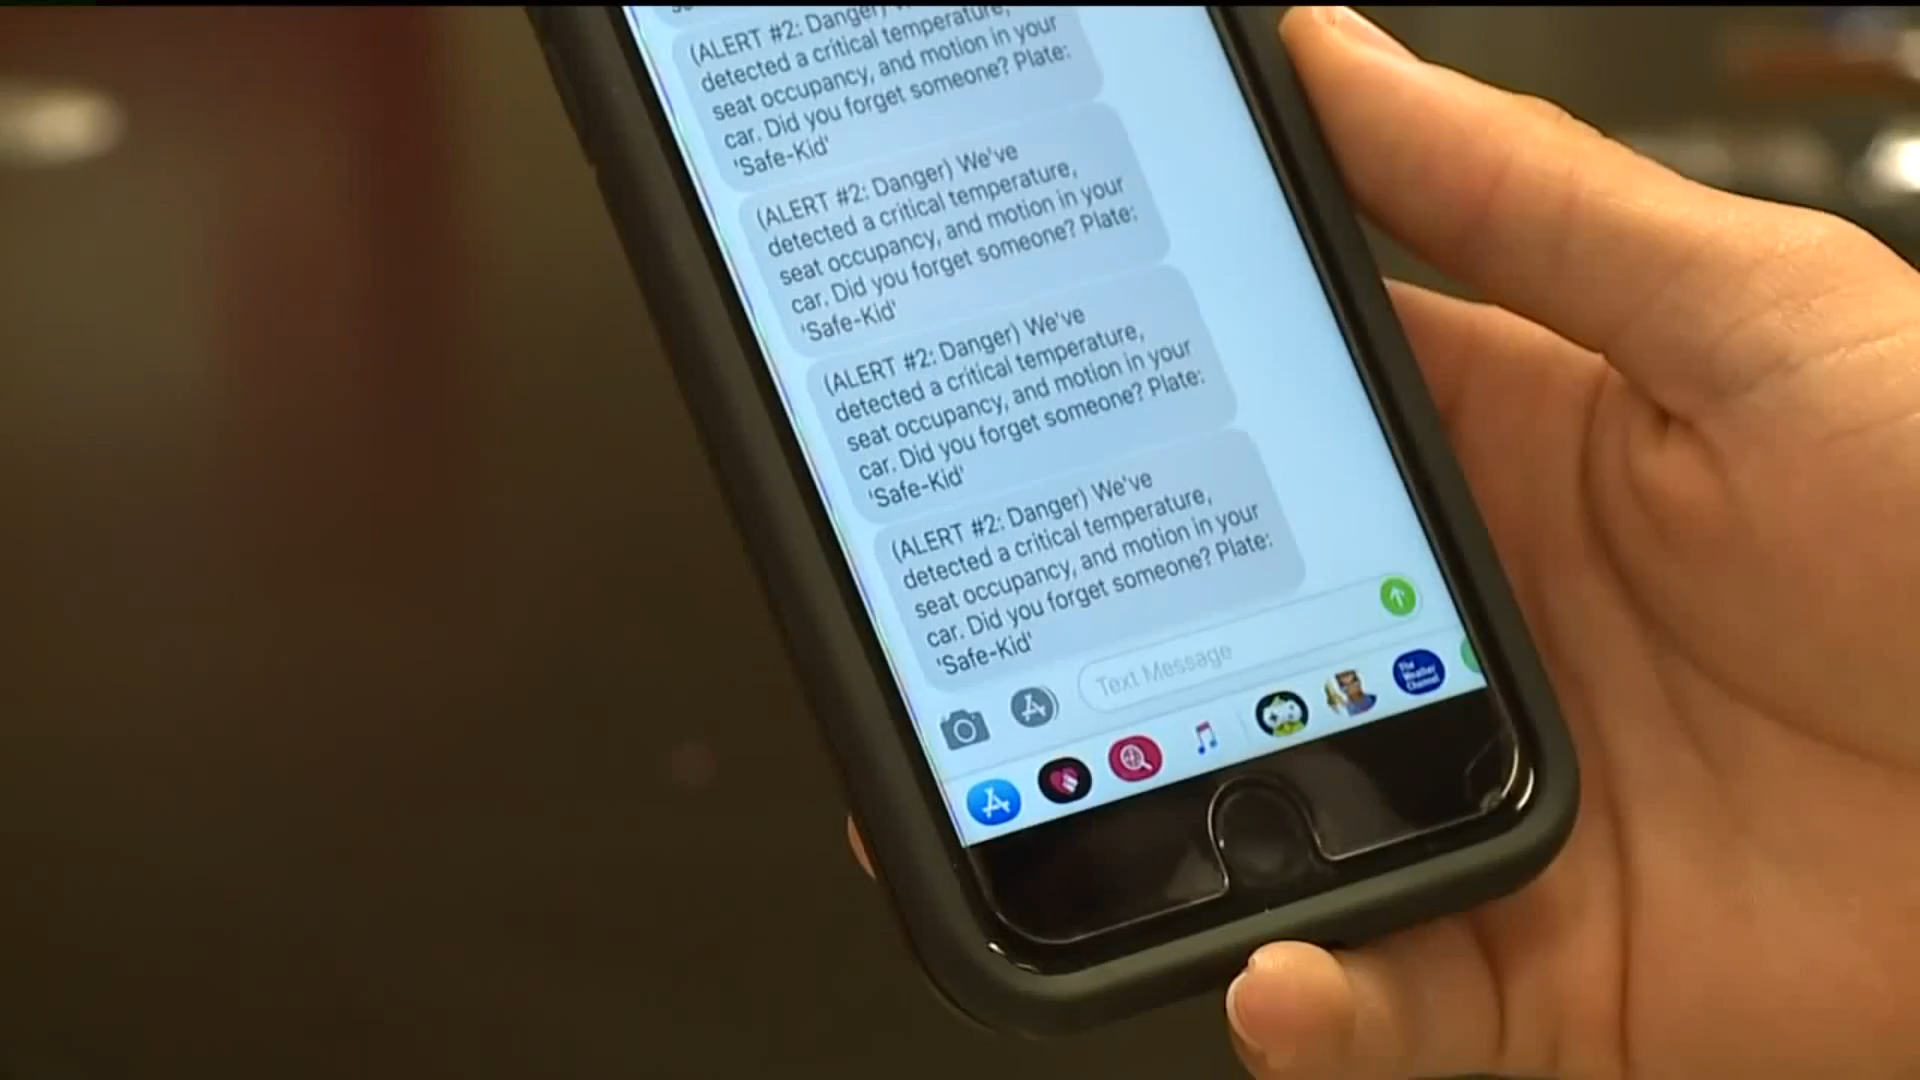 (ALERT #2: Danger)
detected a critical temperature,
seat occupancy, and motion in your
car. Did you forget someone? Plate:
'Safe-Kid'
(ALERT #2: Danger) We've
detected a critical temperature,
seat occupancy, and motion in your
car. Did you forget someone? Plate:
'Safe-Kid'
(ALERT #2: Danger) We've
detected a critical temperature,
seat occupancy, and motion in your
car. Did you forget someone? Plate:
'Safe-Kid'
(ALERT #2: Danger) We've
detected a critical temperature,
seat occupancy, and motion in your
car. Did you forget someone? Plate:
'Safe-Kid'
Text Message
The
Weather
Channel